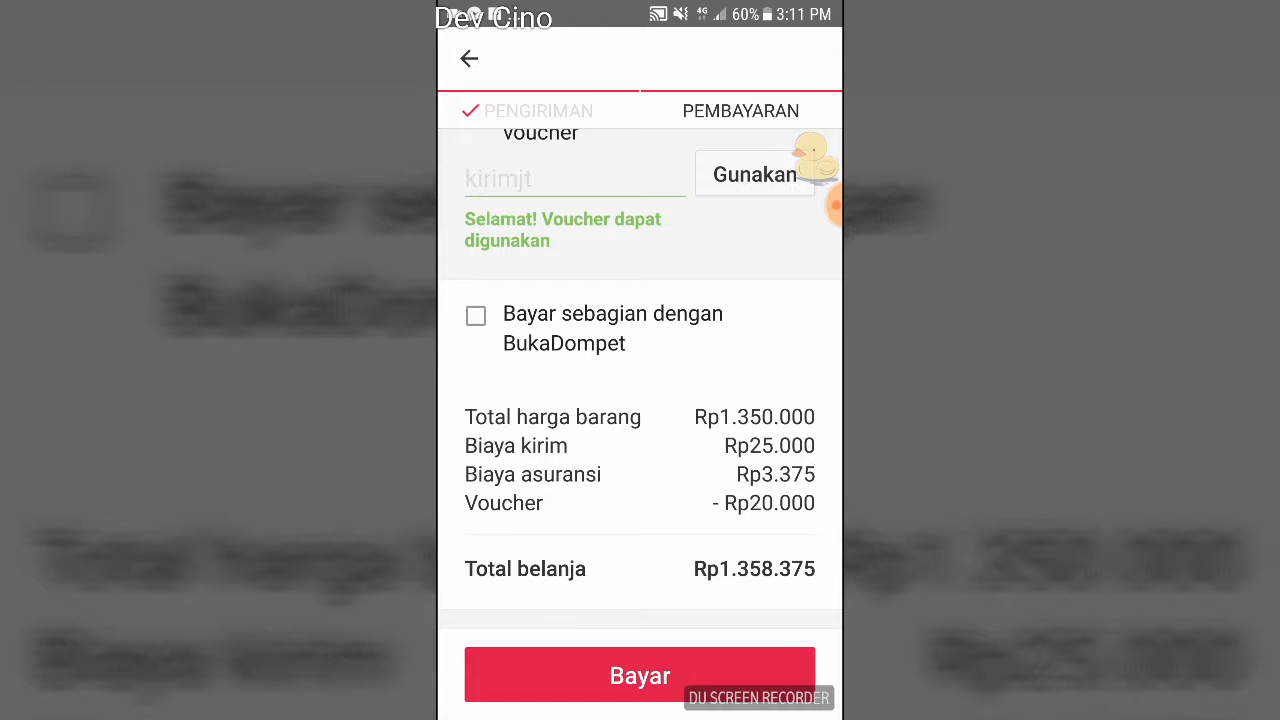 Dev Cino
4G 60% 3:11 PM
PENGIRIMAN PEMBAYARAN
voucher
kirimjt Gunakan
Selamat! Voucher dapat
digunakan
Bayar sebagian dengan
BukaDompet
Total harga barang Rp1.350.000
Biaya kirim Rp25.000
Biaya asuransi Rp3.375
Voucher - Rp20.000
Total belanja Rp1.358.375
Bayar
DU SCREEN RECORDER